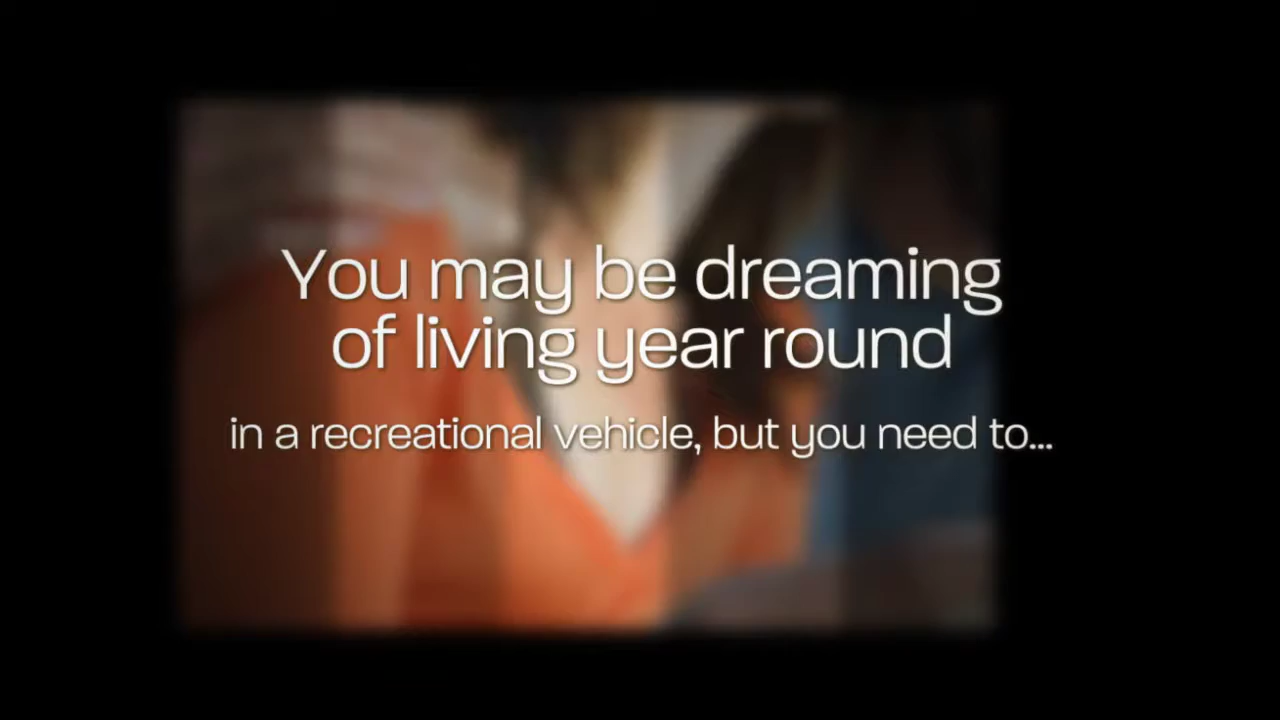 You may be dreaming
of living year round
in a recreational vehicle, but you need to...